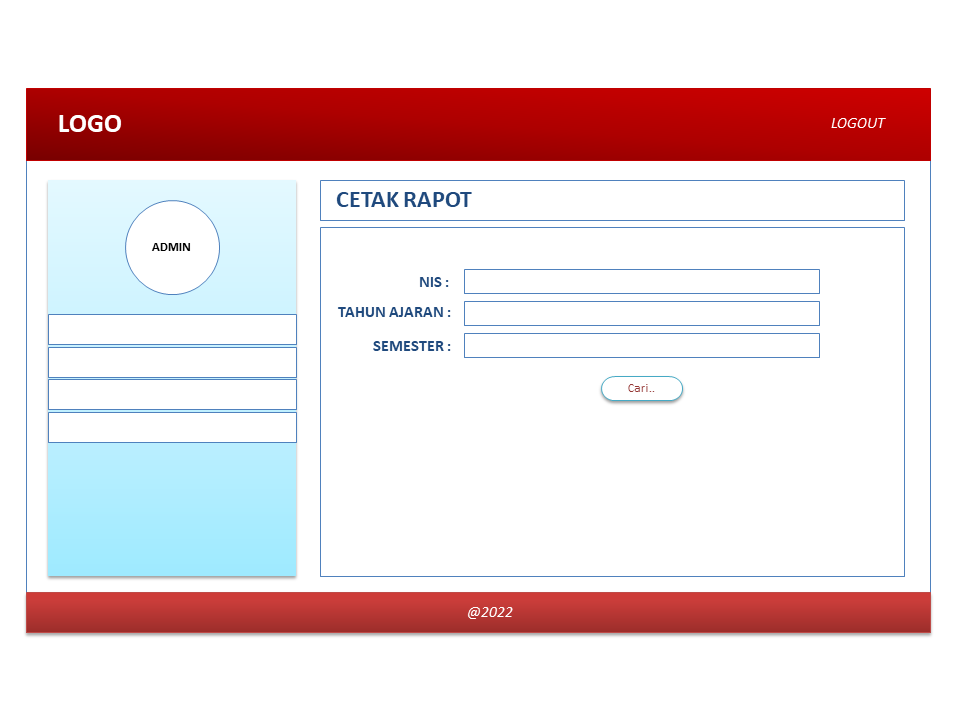 LOGO
LOGOUT
ADMIN
CETAK RAPOT
NIS :
TAHUN AJARAN :
SEMESTER :
Cari..
@2022